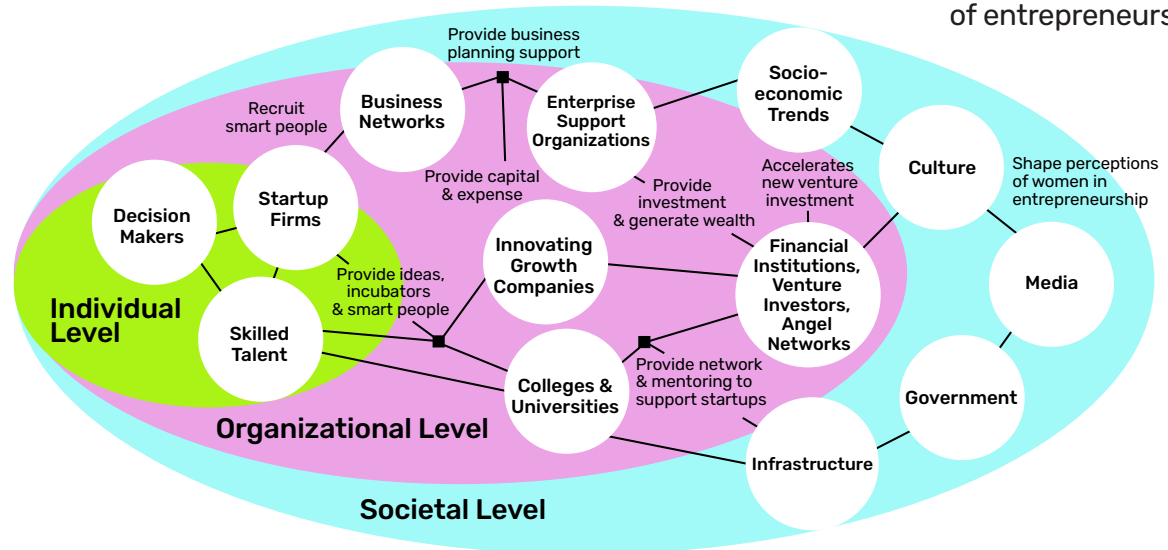 of entrepreneurs
Provide business
planning support
Socio-
economic
Trends
Business
Networks
Enterprise
Support
Organizations
Recruit
smart people
Accelerates
new venture
investment
Culture
Shape perceptions
of women in
entrepreneurship
Provide capital
& expense
Provide
investment
& generate wealth
Startup
Firms
Decision
Makers
Innovating
Growth
Companies
Financial
Institutions,
Venture
Investors,
Angel
Networks
Media
Provide ideas,
incubators
& smart people
Individual
Level
Skilled
Talent
Provide network
& mentoring to
support startups
Colleges &
Universities
Government
Organizational Level
Infrastructure
Societal Level